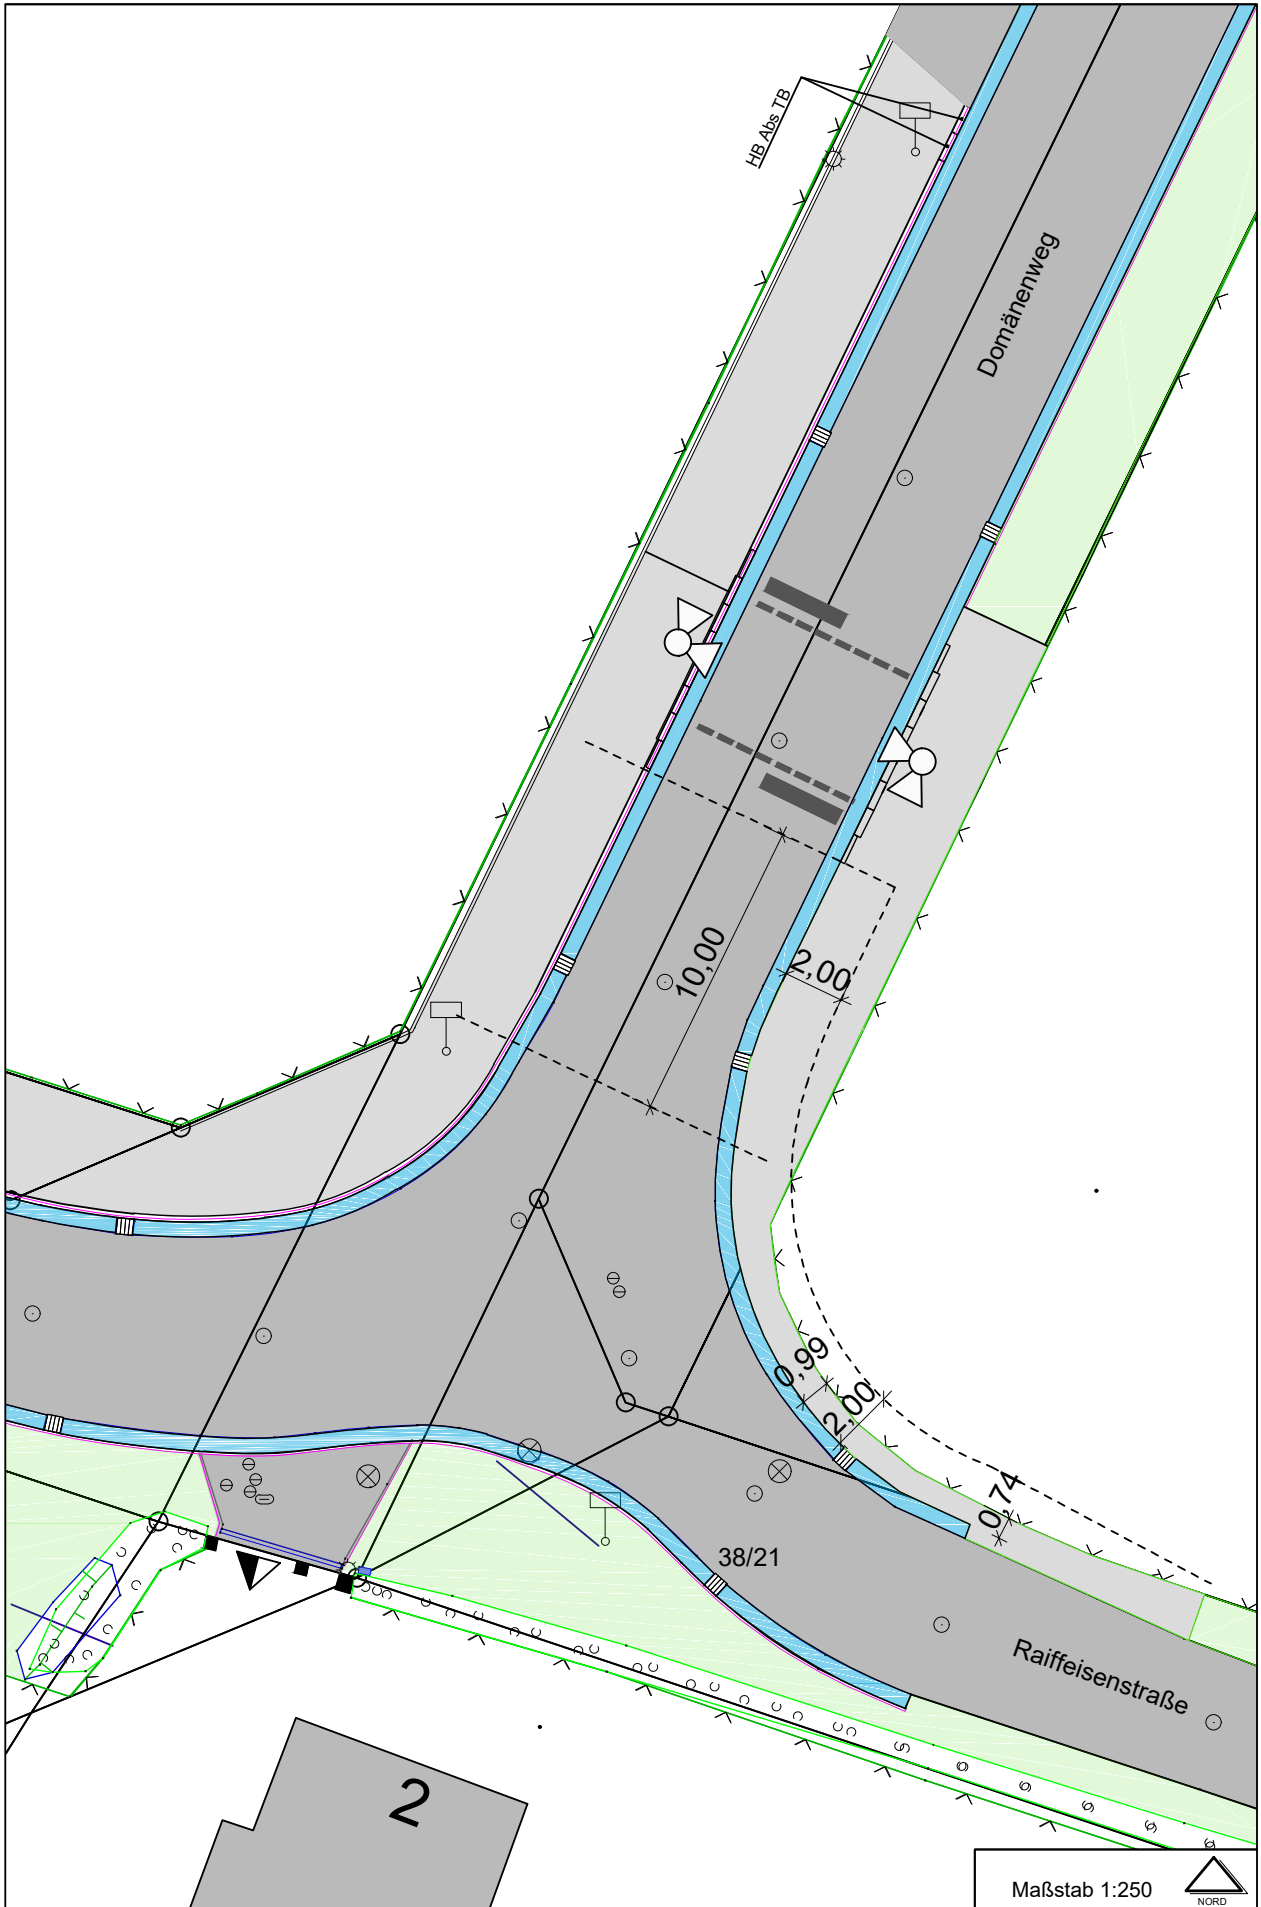 HB Abs TB
Domänenweg
10,00
2,00
0,99
2,00
0,74
38/21
Raiffeisenstraße
2
Maßstab 1:250
NORD